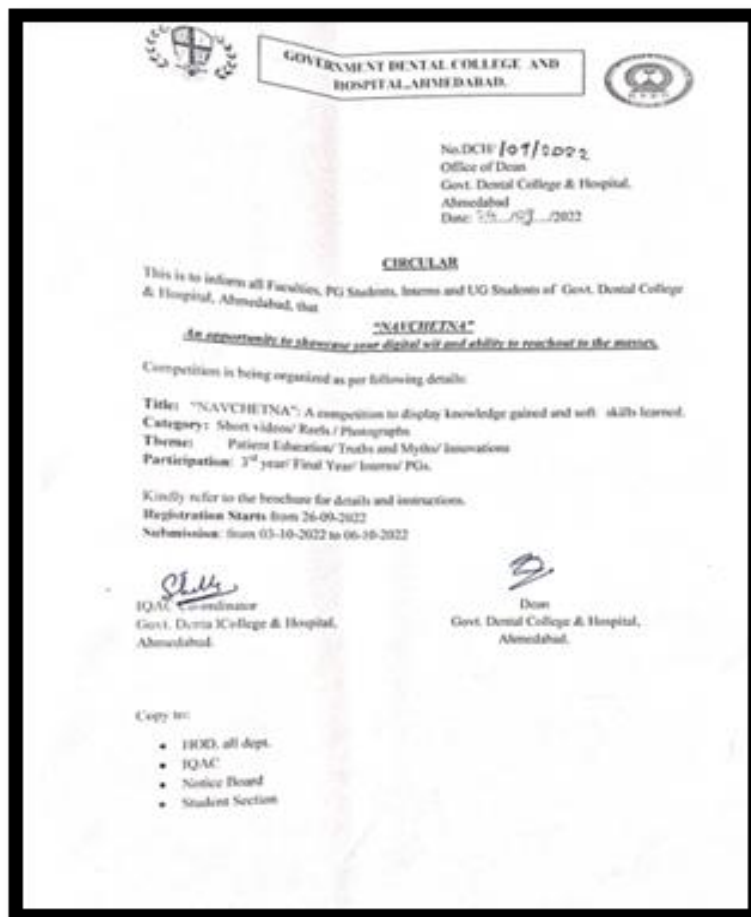 GOVERNMENT DENTAL COLLEGE AND
HOSPITAL,AHMEDABAD.
No.DCH/
Office of Dean
Govt. Dental College & Hospital,
Ahmedabad
Date: /2022
CIRCULAR
This is to inform all Faculties, PG Students, Interns and UG Students of Govt. Dental College
& Hospital, Ahmedabad, that
"NAVCHETNA"
An opportunity to showcase your digital wit and ability to reachout to the masses.
Competition is being organized as per following details:
Title: "NAVCHETNA": A competition to display knowledge gained and soft skills learned.
Category: Short videos/ Reels / Photographs
Theme: Patient Education/ Truths and Myths/ Innovations
Participation: 3rd year/ Final Year/ Interns/ PGs.
Kindly refer to the brochure for details and instructions.
Registration Starts from 26-09-2022
Submission: from 03-10-2022 to 06-10-2022
IQAC Co-ordinator
Govt. Denta lCollege & Hospital,
Ahmedabad.
Dean
Govt. Dental College & Hospital,
Ahmedabad.
Copy to:
• HOD, all dept.
• IQAC
• Notice Board
• Student Section